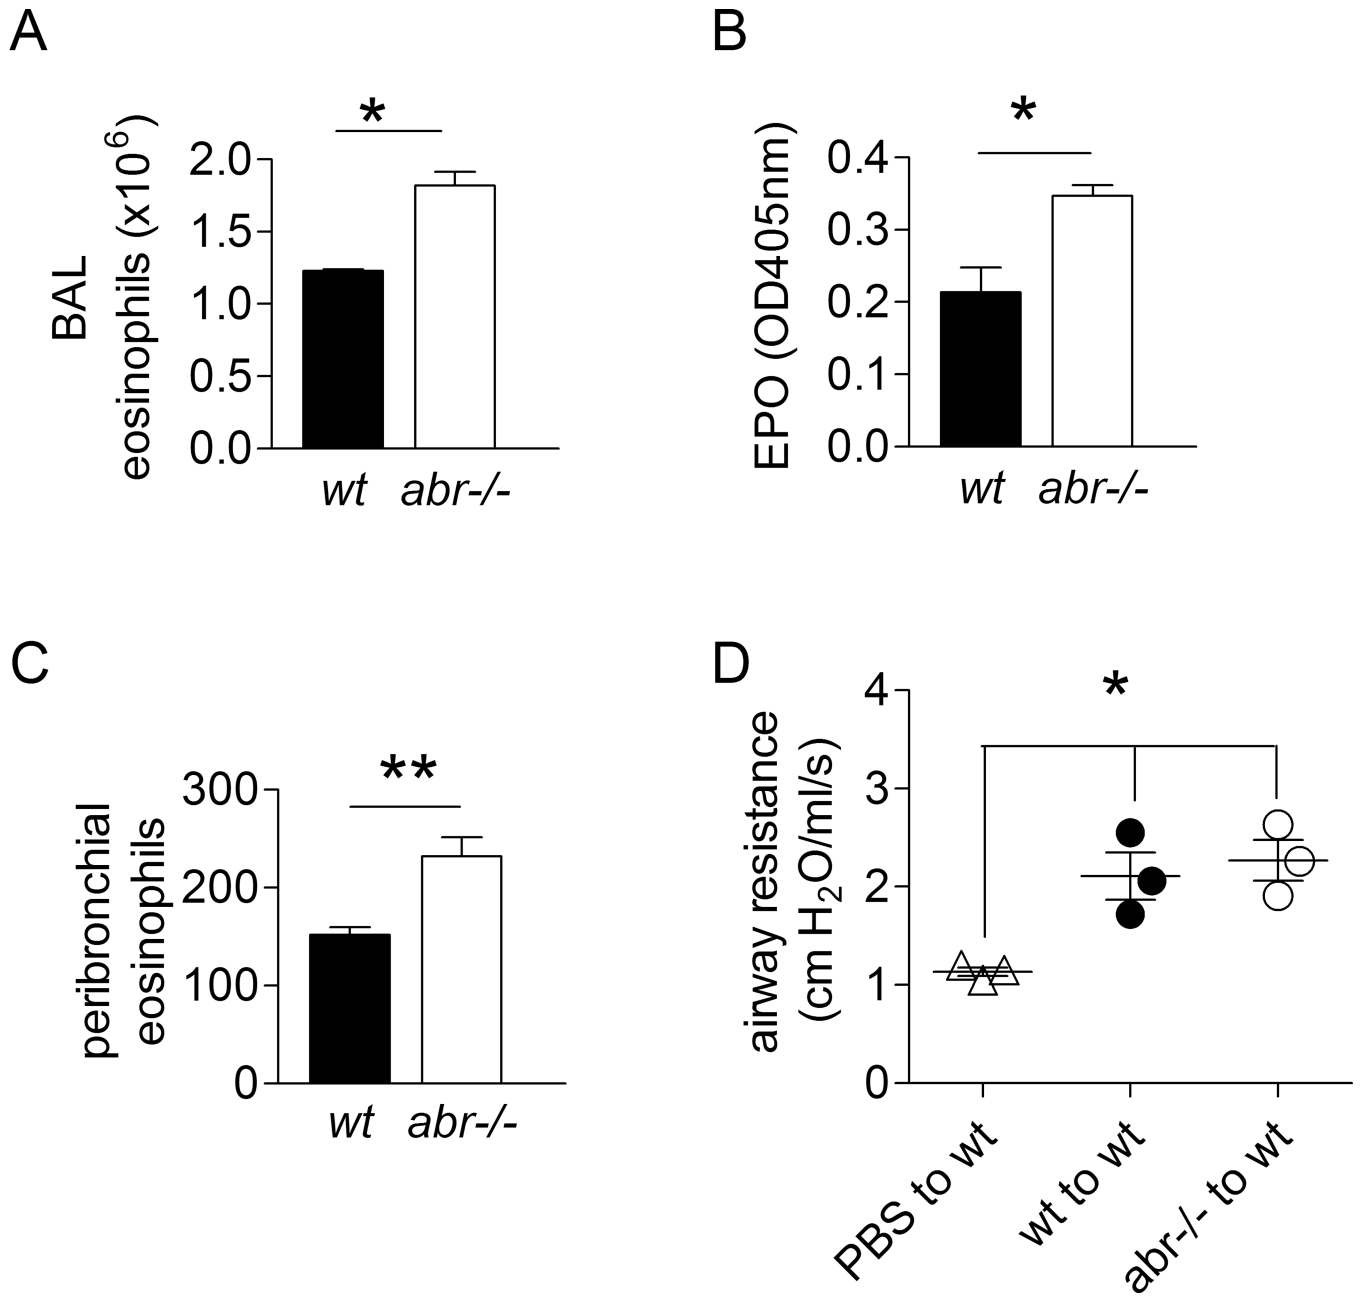 A
*
BAL
eosinophils (x10⁶)
2.0
1.5
1.0
0.5
0.0
wt abr-/-
B
*
EPO (OD405nm)
0.4
0.3
0.2
0.1
0.0
wt abr-/-
C
**
peribronchial
eosinophils
300
200
100
0
wt abr-/-
D
*
airway resistance
(cm H₂O/ml/s)
4
3
2
1
0
PBS to wt
wt to wt
abr-/- to wt